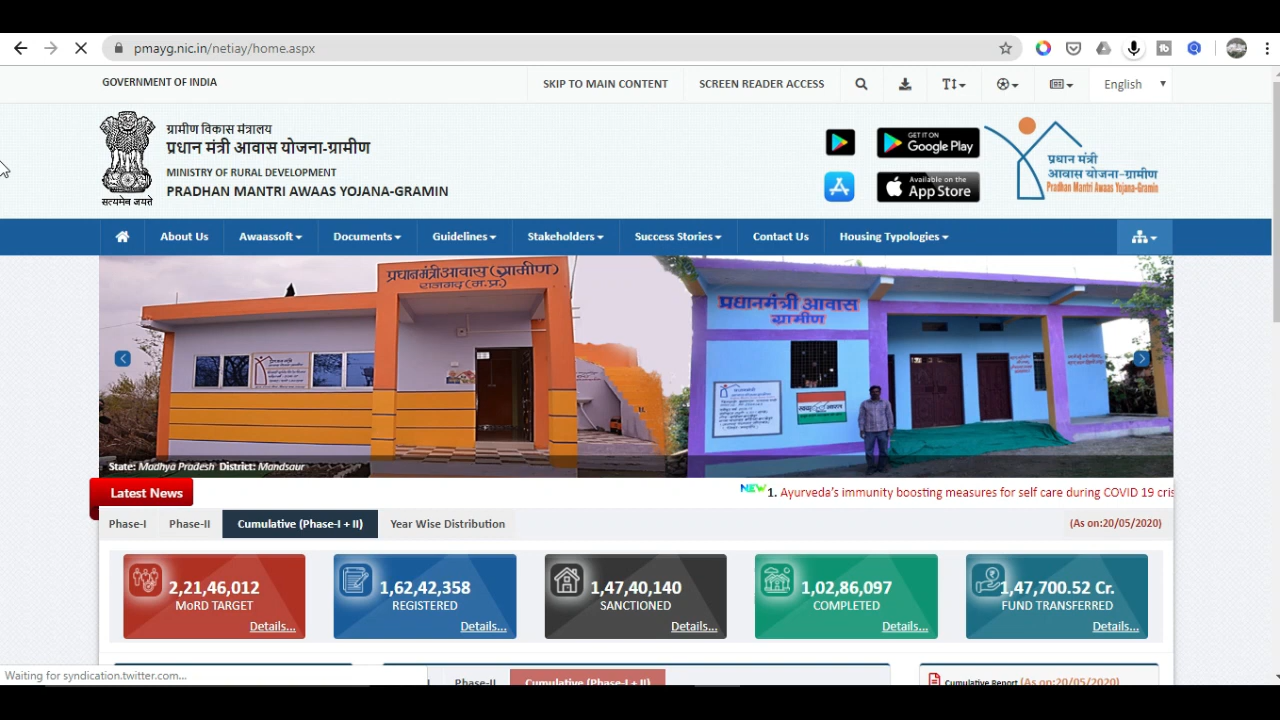 pmayg.nic.in/netiay/home.aspx
GOVERNMENT OF INDIA
SKIP TO MAIN CONTENT
SCREEN READER ACCESS
English
ग्रामीण विकास मंत्रालय
प्रधान मंत्री आवास योजना-ग्रामीण
MINISTRY OF RURAL DEVELOPMENT
PRADHAN MANTRI AWAAS YOJANA-GRAMIN
सत्यमेव जयते
GET IT ON
Google Play
Available on the
App Store
प्रधान मंत्री
आवास योजना-ग्रामीण
Pradhan Mantri Awaas Yojana-Gramin
About Us
Awaassoft
Documents
Guidelines
Stakeholders
Success Stories
Contact Us
Housing Typologies
प्रधानमंत्री आवास (ग्रामीण)
राजगढ़ (म.प्र.)
प्रधानमंत्री आवास
ग्रामीण
State: Madhya Pradesh District: Mandsaur
Latest News
NEW 1. Ayurveda's immunity boosting measures for self care during COVID 19 cris
Phase-I
Phase-II
Cumulative (Phase-I + II)
Year Wise Distribution
(As on:20/05/2020)
2,21,46,012
MoRD TARGET
Details...
1,62,42,358
REGISTERED
Details...
1,47,40,140
SANCTIONED
Details...
1,02,86,097
COMPLETED
Details...
1,47,700.52 Cr.
FUND TRANSFERRED
Details...
Waiting for syndication.twitter.com...
Phase-II
Cumulative (Phase-I + II)
Cumulative Report (As on:20/05/2020)